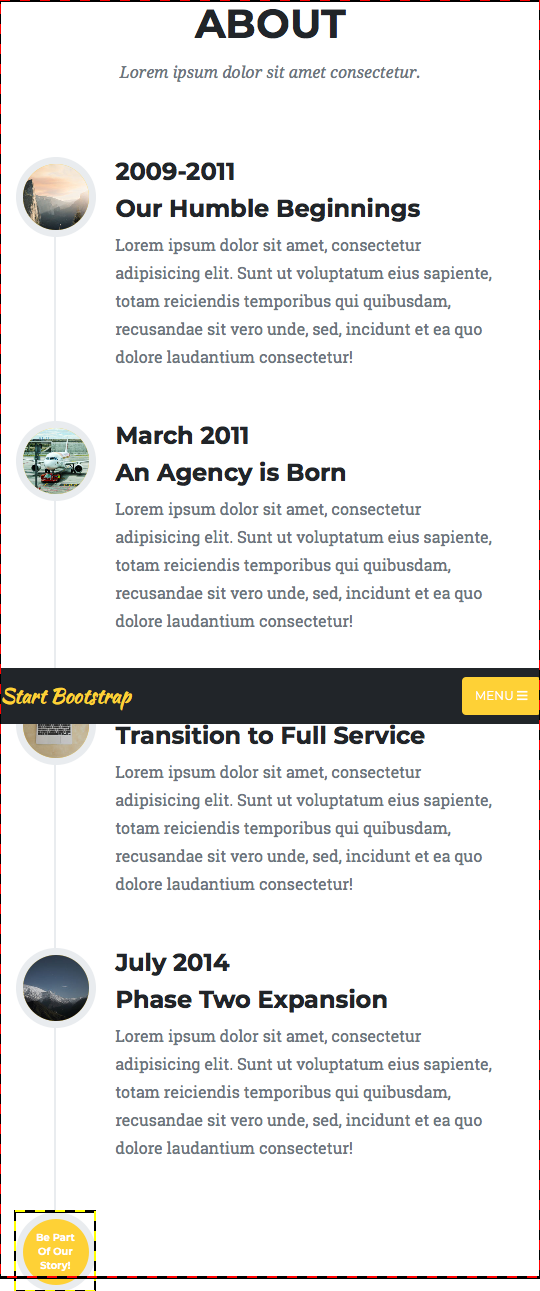 ABOUT
Lorem ipsum dolor sit amet consectetur.
2009-2011
Our Humble Beginnings
Lorem ipsum dolor sit amet, consectetur
adipisicing elit. Sunt ut voluptatum eius sapiente,
totam reiciendis temporibus qui quibusdam,
recusandae sit vero unde, sed, incidunt et ea quo
dolore laudantium consectetur!
March 2011
An Agency is Born
Lorem ipsum dolor sit amet, consectetur
adipisicing elit. Sunt ut voluptatum eius sapiente,
totam reiciendis temporibus qui quibusdam,
recusandae sit vero unde, sed, incidunt et ea quo
dolore laudantium consectetur!
Start Bootstrap
MENU
Transition to Full Service
Lorem ipsum dolor sit amet, consectetur
adipisicing elit. Sunt ut voluptatum eius sapiente,
totam reiciendis temporibus qui quibusdam,
recusandae sit vero unde, sed, incidunt et ea quo
dolore laudantium consectetur!
July 2014
Phase Two Expansion
Lorem ipsum dolor sit amet, consectetur
adipisicing elit. Sunt ut voluptatum eius sapiente,
totam reiciendis temporibus qui quibusdam,
recusandae sit vero unde, sed, incidunt et ea quo
dolore laudantium consectetur!
Be Part
Of Our
Story!